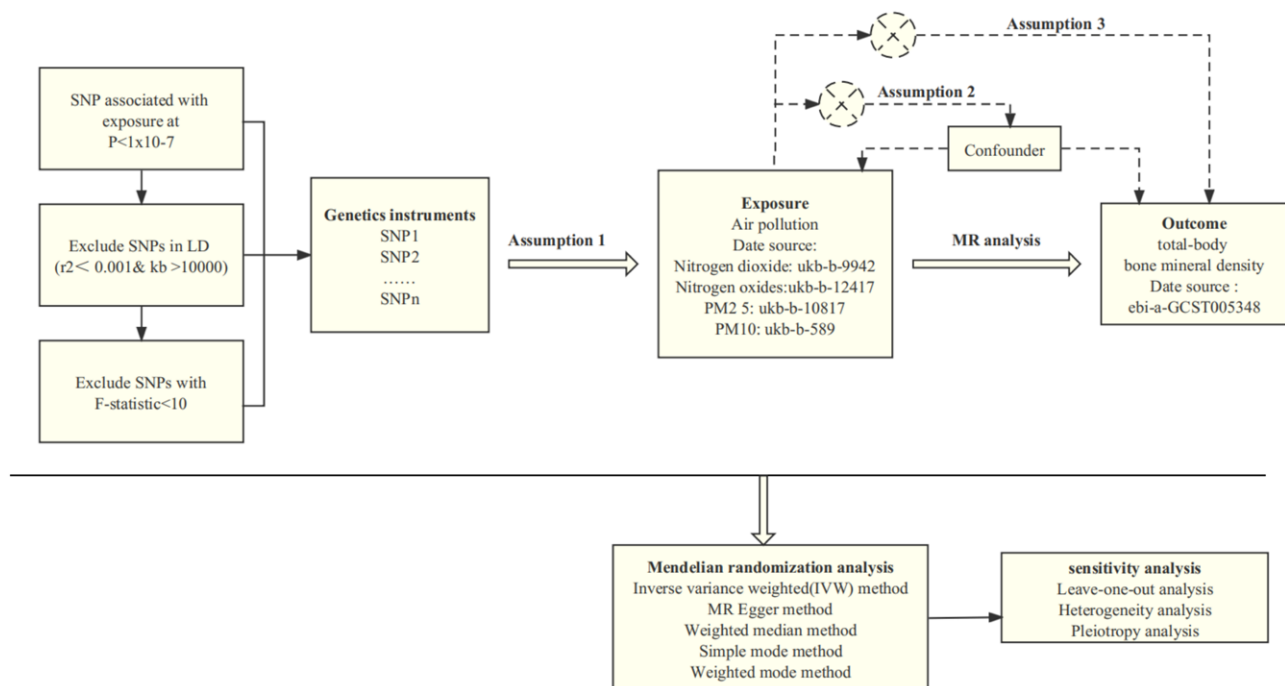 SNP associated with
exposure at
P<1x10-7
Exclude SNPs in LD
(r2< 0.001& kb >10000)
Exclude SNPs with
F-statistic<10
Genetics instruments
SNP1
SNP2
……
SNPn
Assumption 1
Assumption 3
Assumption 2
Confounder
Exposure
Air pollution
Date source:
Nitrogen dioxide: ukb-b-9942
Nitrogen oxides:ukb-b-12417
PM2 5: ukb-b-10817
PM10: ukb-b-589
MR analysis
Outcome
total-body
bone mineral density
Date source :
ebi-a-GCST005348
Mendelian randomization analysis
Inverse variance weighted(IVW) method
MR Egger method
Weighted median method
Simple mode method
Weighted mode method
sensitivity analysis
Leave-one-out analysis
Heterogeneity analysis
Pleiotropy analysis